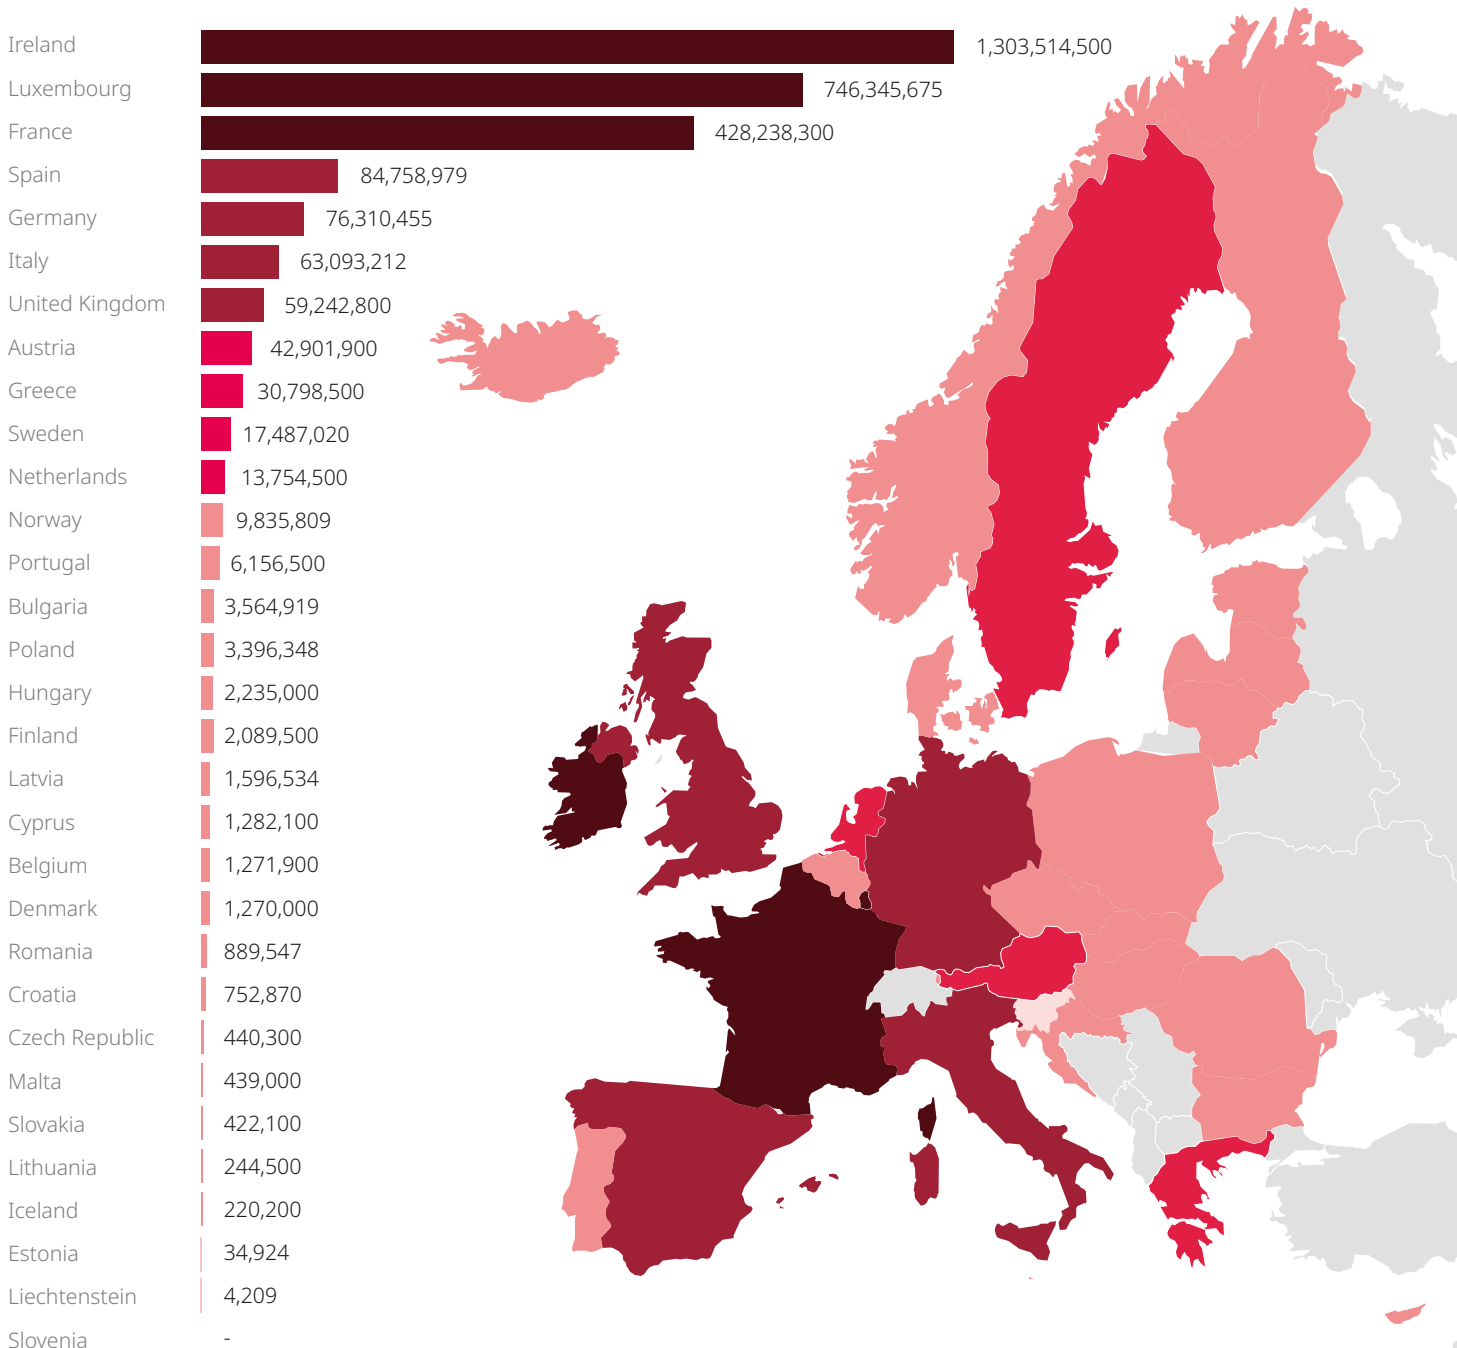 Ireland 1,303,514,500
Luxembourg 746,345,675
France 428,238,300
Spain 84,758,979
Germany 76,310,455
Italy 63,093,212
United Kingdom 59,242,800
Austria 42,901,900
Greece 30,798,500
Sweden 17,487,020
Netherlands 13,754,500
Norway 9,835,809
Portugal 6,156,500
Bulgaria 3,564,919
Poland 3,396,348
Hungary 2,235,000
Finland 2,089,500
Latvia 1,596,534
Cyprus 1,282,100
Belgium 1,271,900
Denmark 1,270,000
Romania 889,547
Croatia 752,870
Czech Republic 440,300
Malta 439,000
Slovakia 422,100
Lithuania 244,500
Iceland 220,200
Estonia 34,924
Liechtenstein 4,209
Slovenia -